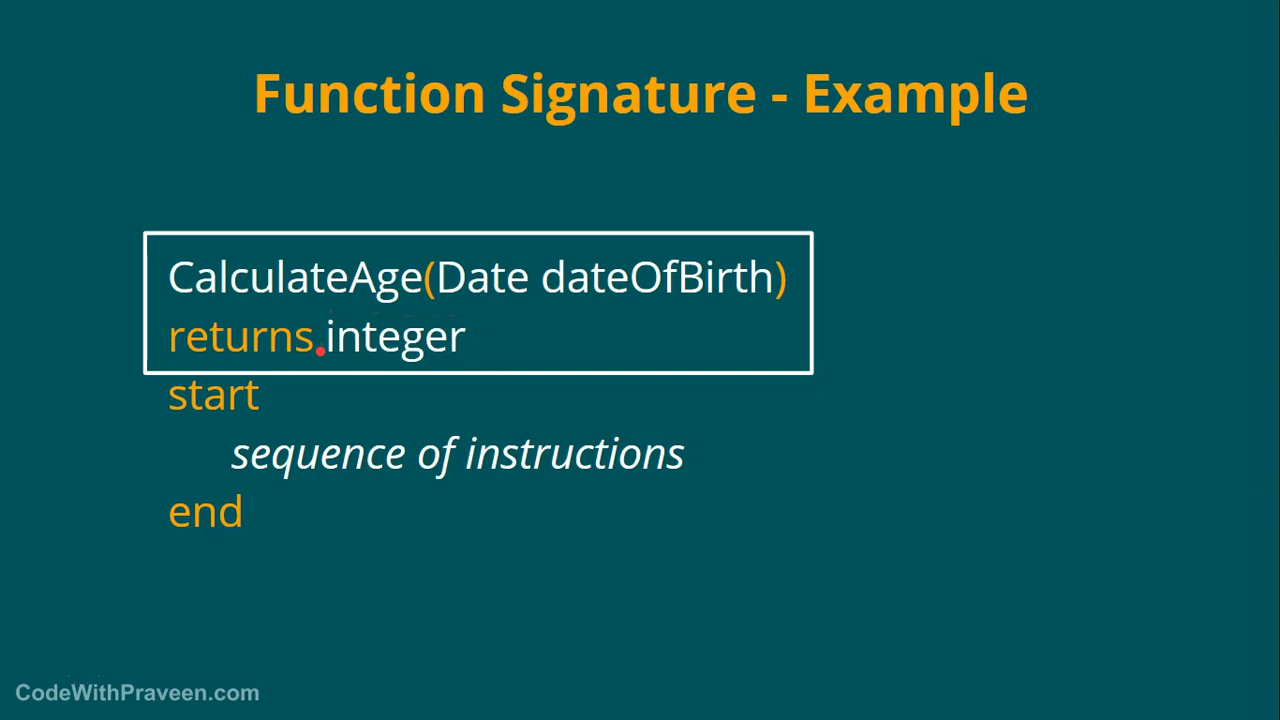 Function Signature - Example
CalculateAge(Date dateOfBirth)
returns integer
start
sequence of instructions
end
CodeWithPraveen.com